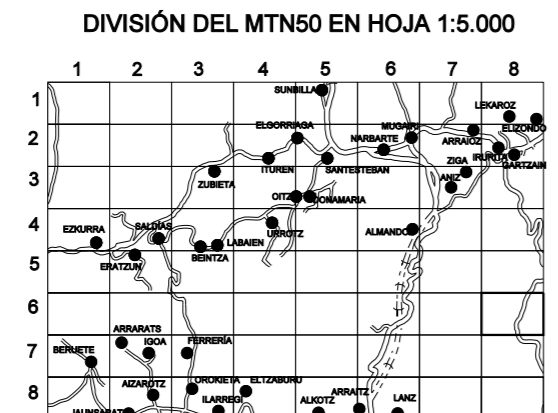 DIVISIÓN DEL MTN50 EN HOJA 1:5.000
1 2 3 4 5 6 7 8
1
SUNBILLA
LEKAROZ
ELGORRIAGA
MUGAIRI
ELIZONDO
2
NARBARTE
ARRAIOZ
IRURITA
ITUREN
SANTESTEBAN
ZIGA
GARTZAIN
3
ZUBIETA
ANIZ
OITZ
DONAMARIA
4
EZKURRA
SALDIAS
URROTZ
ALMANDOZ
LABAIEN
BEINTZA
5
ERATZUN
6
ARRARATS
IGOA
FERRERÍA
7
BERUETE
AIZAROTZ
OROKIETA
ELTZABURU
8
ILARREGI
ARRAITZ
ALKOTZ
LANZ